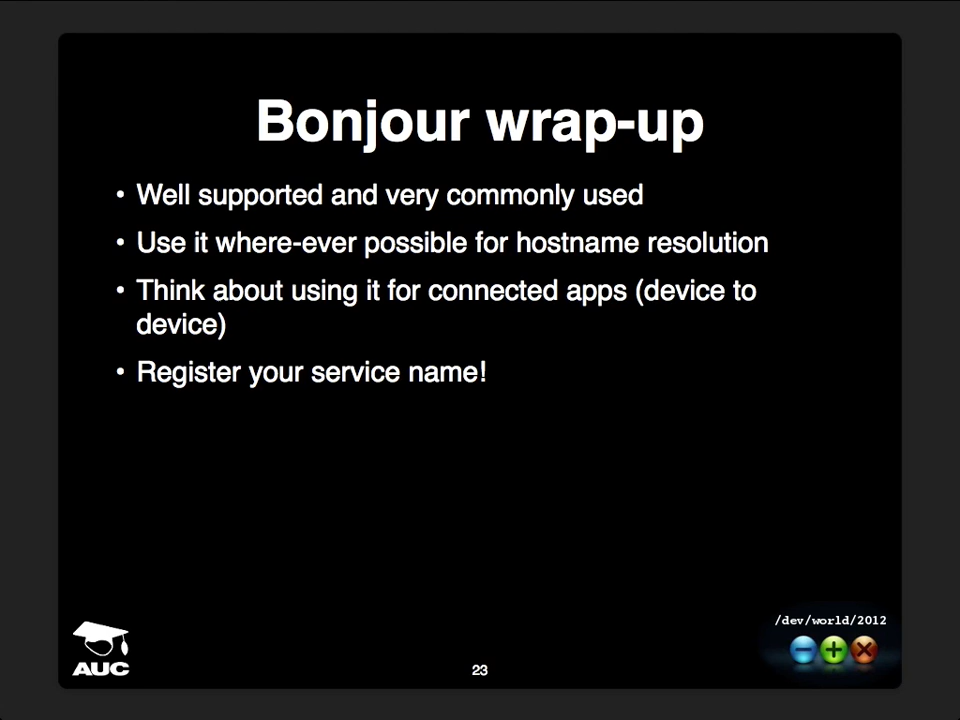 Bonjour wrap-up
• Well supported and very commonly used
• Use it where-ever possible for hostname resolution
• Think about using it for connected apps (device to
device)
• Register your service name!
/dev/world/2012
AUC
23